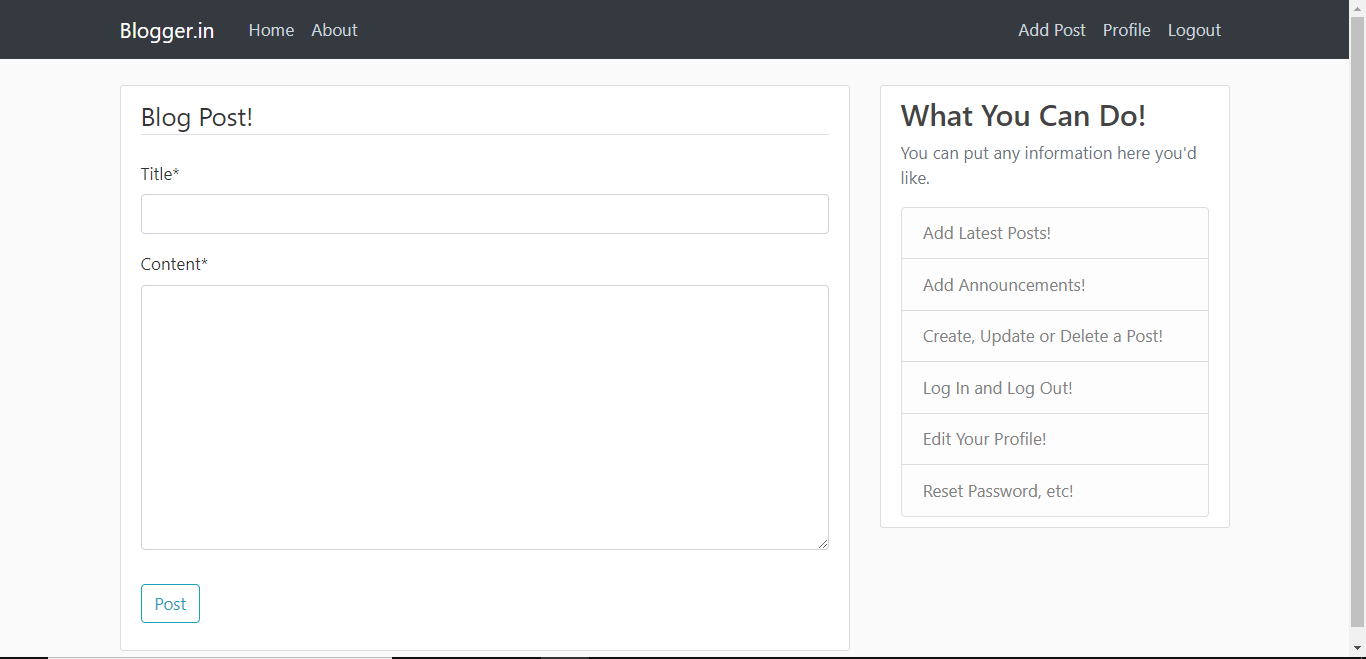 Blogger.in Home About Add Post Profile Logout
Blog Post!
Title*
Content*
Post
What You Can Do!
You can put any information here you'd
like.
Add Latest Posts!
Add Announcements!
Create, Update or Delete a Post!
Log In and Log Out!
Edit Your Profile!
Reset Password, etc!